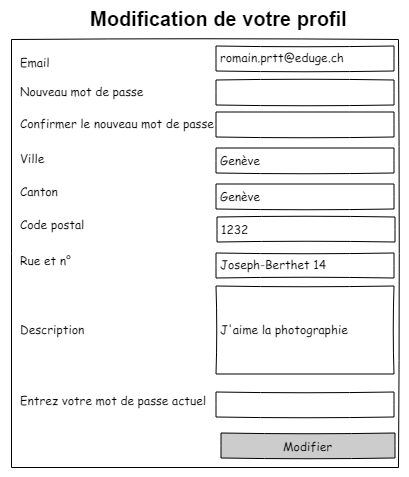 Modification de votre profil
Email romain.prtt@eduge.ch
Nouveau mot de passe
Confirmer le nouveau mot de passe
Ville Genève
Canton Genève
Code postal 1232
Rue et n° Joseph-Berthet 14
Description J'aime la photographie
Entrez votre mot de passe actuel
Modifier